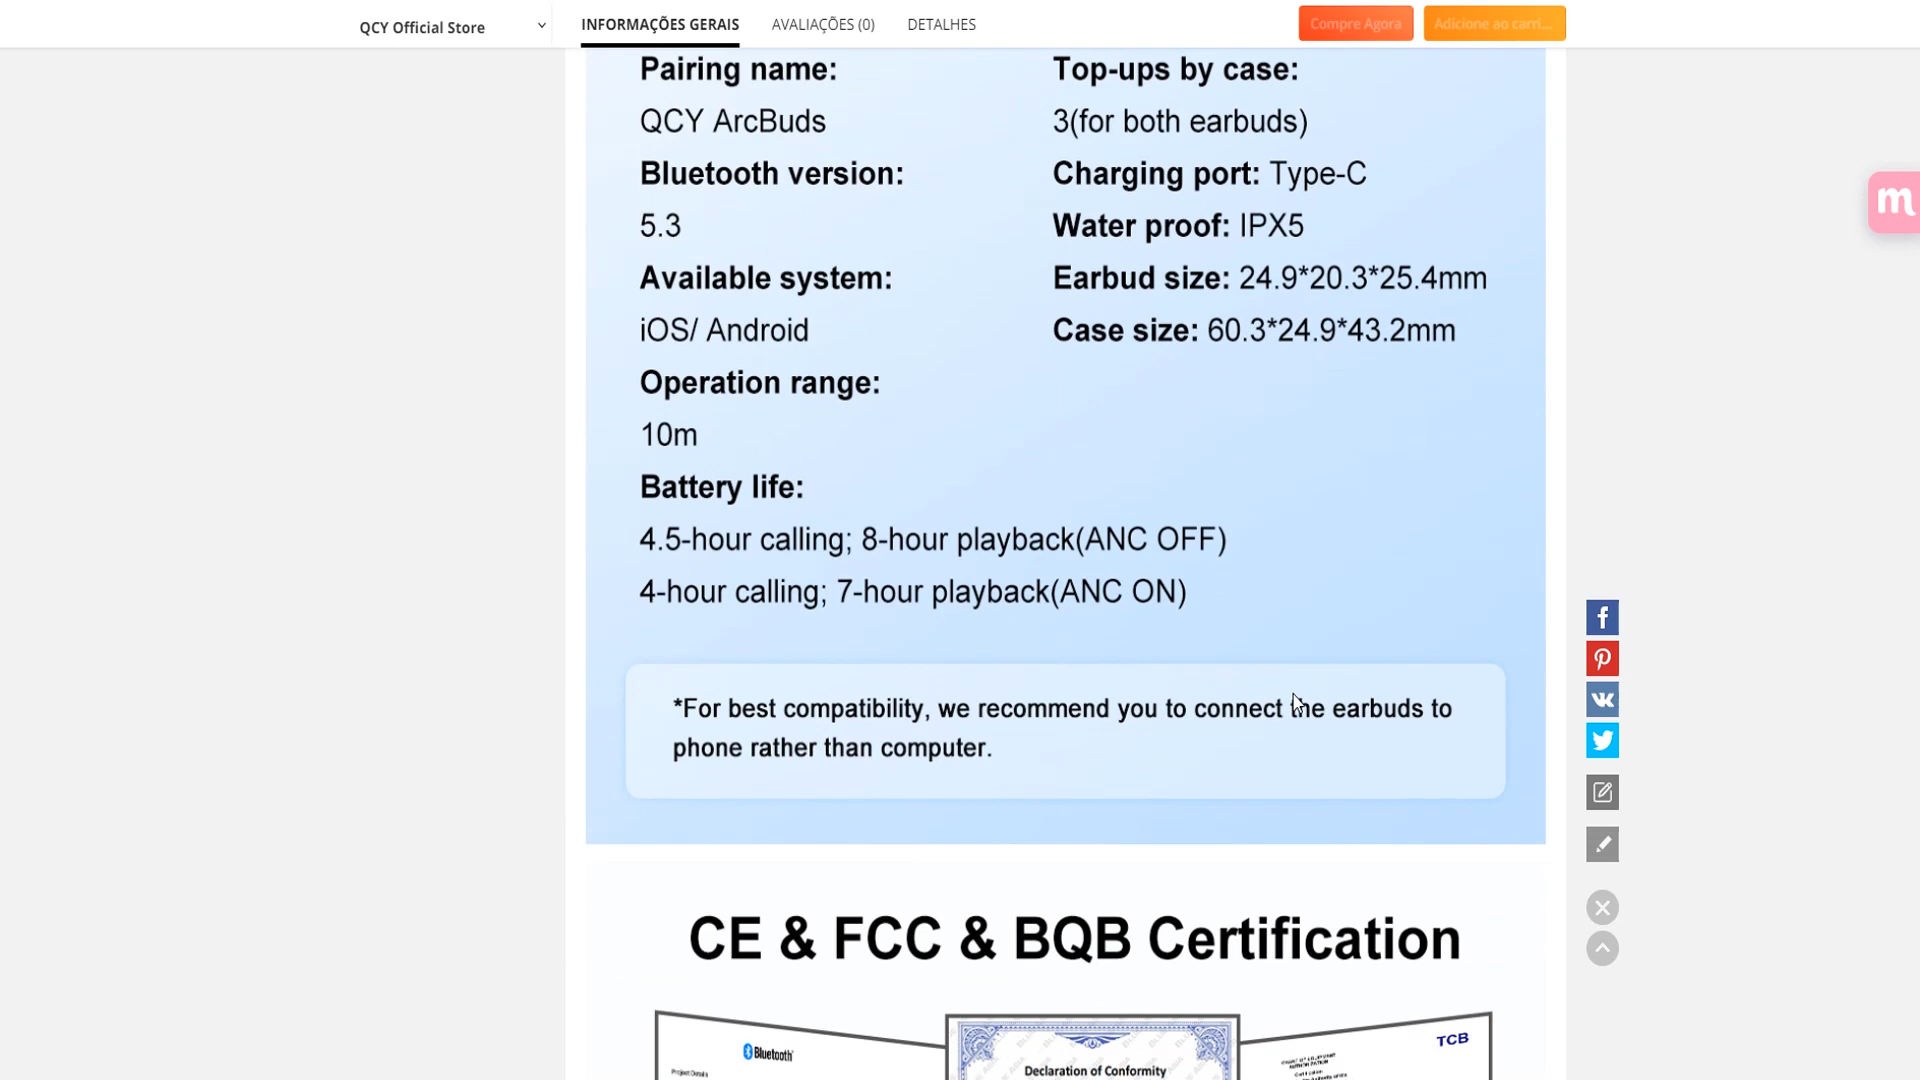 QCY Official Store
INFORMAÇÕES GERAIS
AVALIAÇÕES (0)
DETALHES
Compre Agora
Adicione ao carri...
Pairing name:
QCY ArcBuds
Bluetooth version:
5.3
Available system:
iOS/ Android
Operation range:
10m
Battery life:
4.5-hour calling; 8-hour playback(ANC OFF)
4-hour calling; 7-hour playback(ANC ON)
Top-ups by case:
3(for both earbuds)
Charging port: Type-C
Water proof: IPX5
Earbud size: 24.9*20.3*25.4mm
Case size: 60.3*24.9*43.2mm
*For best compatibility, we recommend you to connect the earbuds to
phone rather than computer.
CE & FCC & BQB Certification
Bluetooth
Project Details
Declaration of Conformity
TCB
m